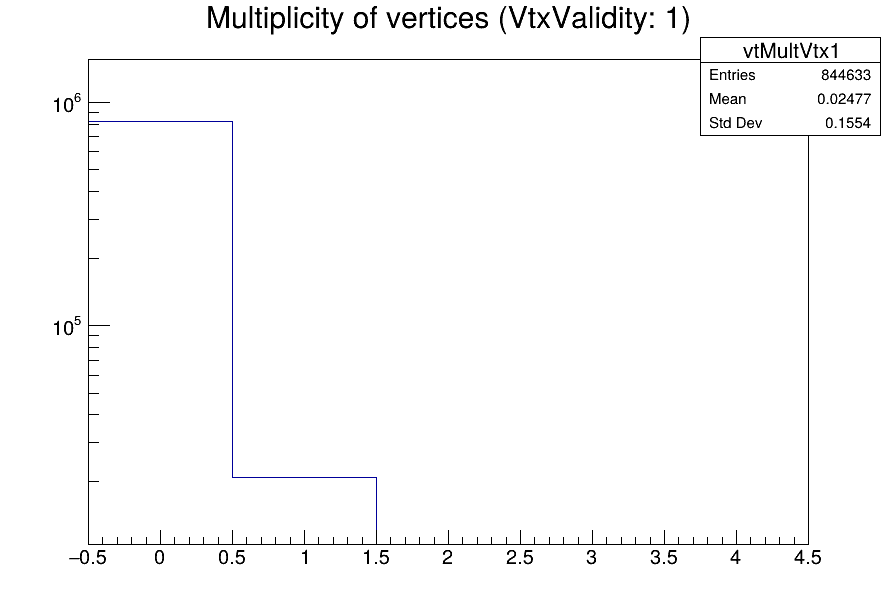 Multiplicity of vertices (VtxValidity: 1)
vtMultVtx1
Entries 844633
Mean 0.02477
Std Dev 0.1554
10^6
10^5
−0.5 0 0.5 1 1.5 2 2.5 3 3.5 4 4.5